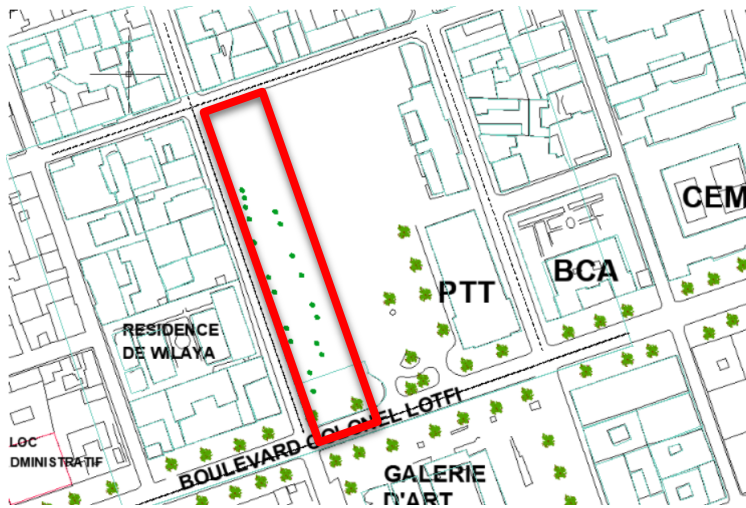 CEM
BCA
PTT
RESIDENCE
DE WILAYA
BOULEVARD COLONEL LOTFI
LOC
DMINISTRATIF
GALERIE
D'ART